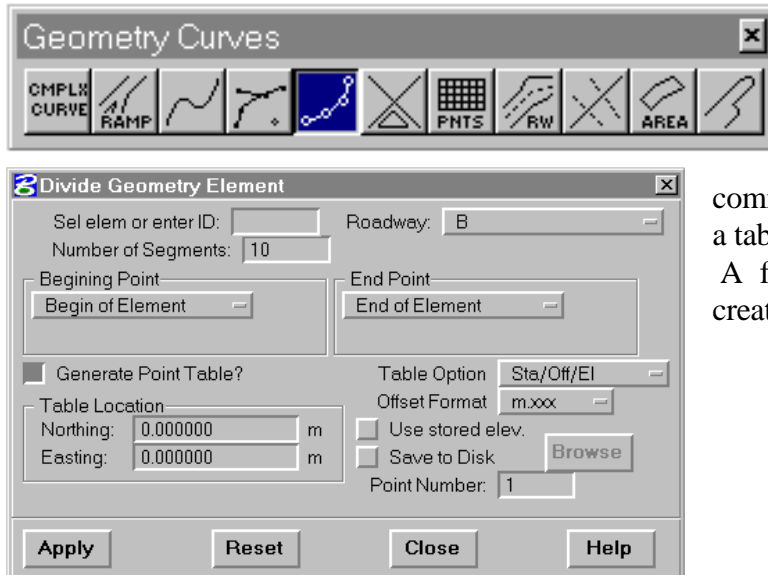 Geometry Curves
CMPLX CURVE RAMP PNTS RW AREA
Divide Geometry Element
Sel elem or enter ID: Roadway: B
Number of Segments: 10
Begining Point End Point
Begin of Element End of Element
Generate Point Table? Table Option Sta/Off/El
Table Location Offset Format m.xxx
Northing: 0.000000 m Use stored elev.
Easting: 0.000000 m Save to Disk Browse
Point Number: 1
Apply Reset Close Help
a
A